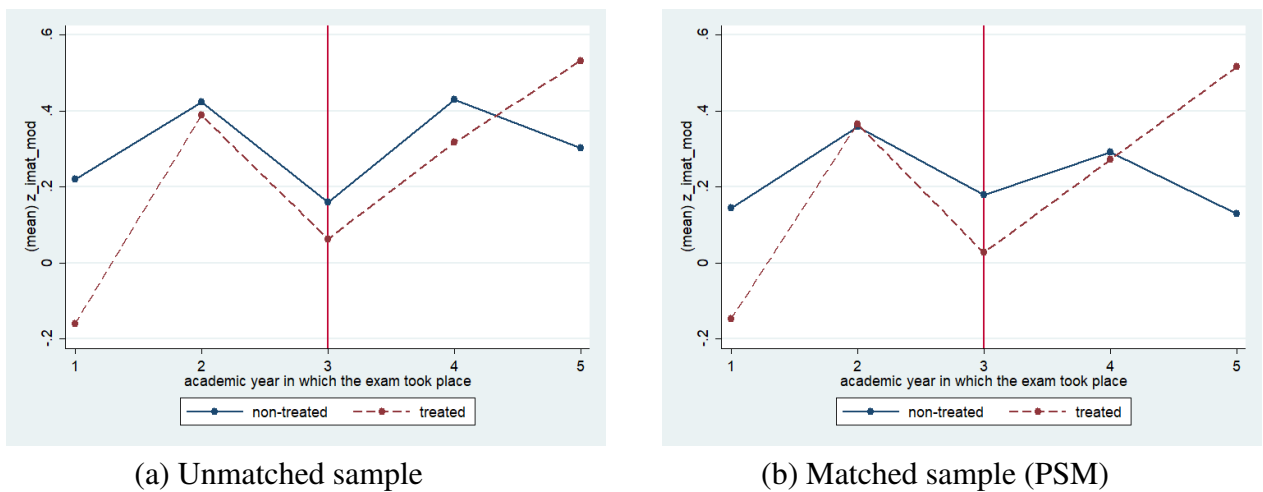 (mean) z_imat_mod
.6
.4
.2
0
-.2
1 2 3 4 5
academic year in which the exam took place
non-treated treated
(a) Unmatched sample
(mean) z_imat_mod
.6
.4
.2
0
-.2
1 2 3 4 5
academic year in which the exam took place
non-treated treated
(b) Matched sample (PSM)